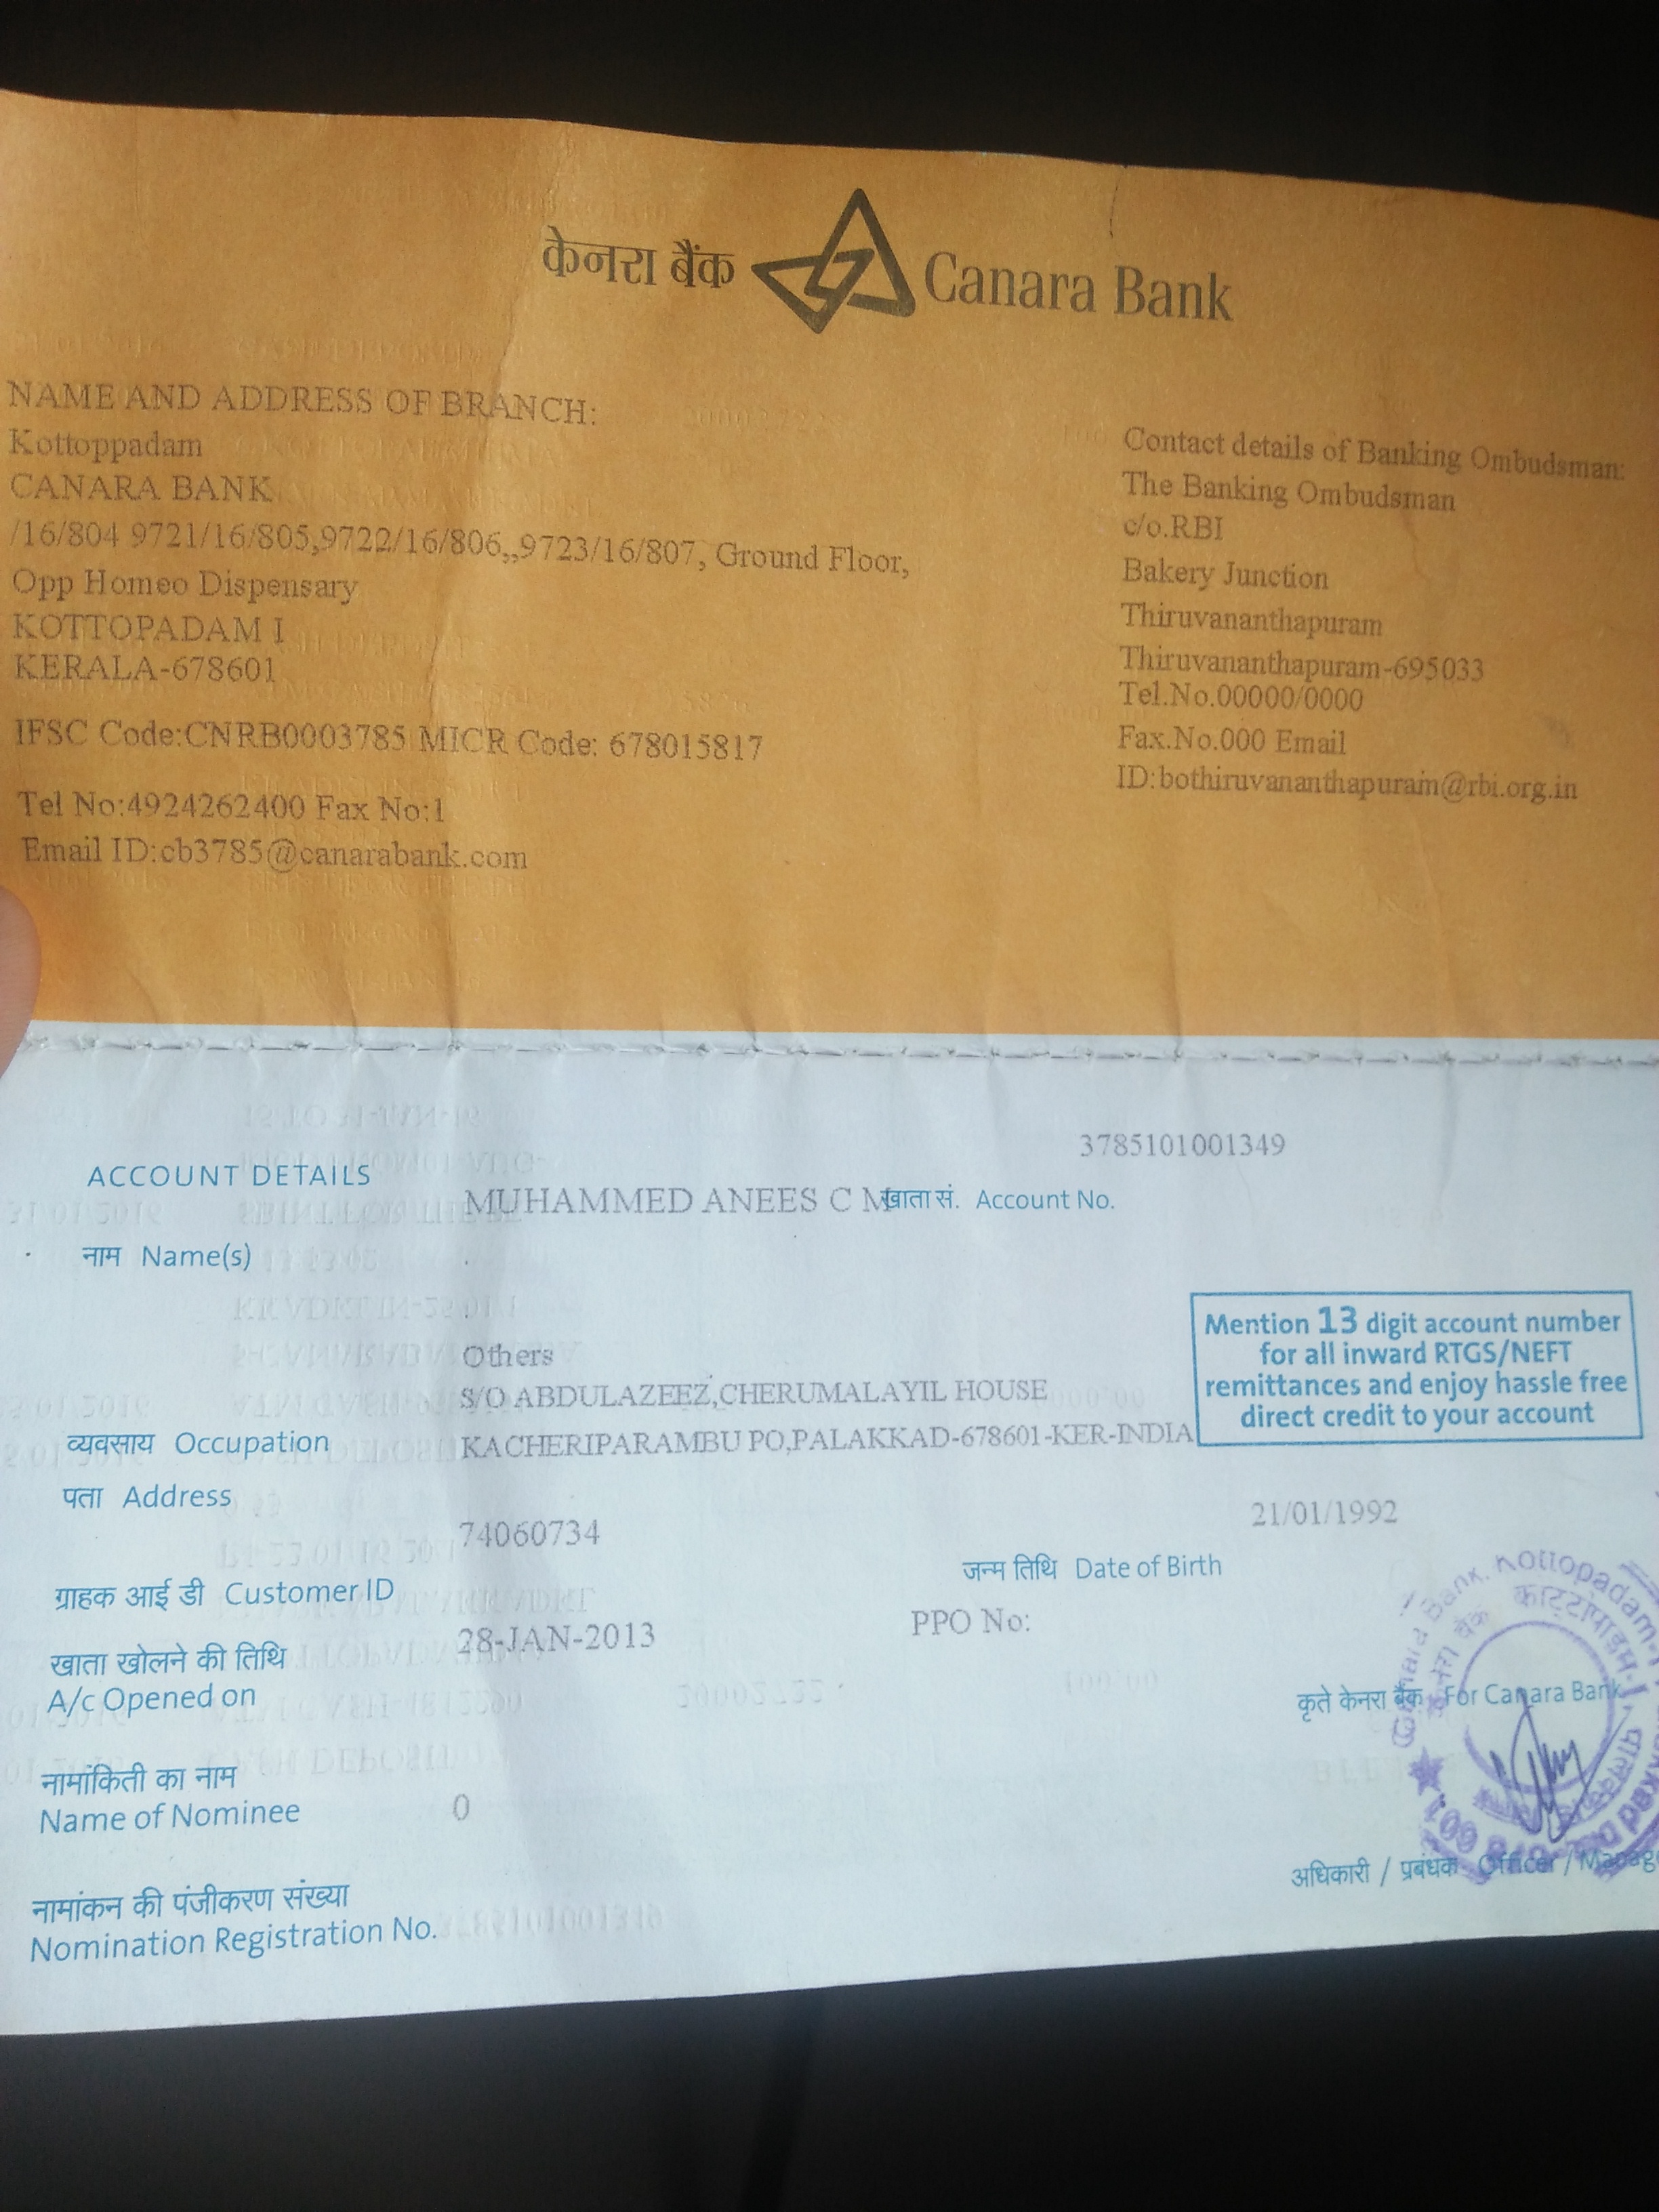 केनरा बैंक Canara Bank
NAME AND ADDRESS OF BRANCH:
Kottoppadam
CANARA BANK
/16/804 9721/16/805,9722/16/806,,9723/16/807, Ground Floor,
Opp Homeo Dispensary
KOTTOPADAM I
KERALA-678601
IFSC Code:CNRB0003785 MICR Code: 678015817
Tel No:4924262400 Fax No:1
Email ID:cb3785@canarabank.com
Contact details of Banking Ombudsman:
The Banking Ombudsman
c/o.RBI
Bakery Junction
Thiruvananthapuram
Thiruvananthapuram-695033
Tel.No.00000/0000
Fax.No.000 Email
ID:bothiruvananthapuram@rbi.org.in
3785101001349
ACCOUNT DETAILS
MUHAMMED ANEES C M खाता सं. Account No.
नाम Name(s)
Mention 13 digit account number
for all inward RTGS/NEFT
remittances and enjoy hassle free
direct credit to your account
Others
S/O ABDULAZEEZ,CHERUMALAYIL HOUSE
व्यवसाय Occupation KACHERIPARAMBU PO,PALAKKAD-678601-KER-INDIA
पता Address
74060734 21/01/1992
ग्राहक आई डी Customer ID जन्म तिथि Date of Birth
28-JAN-2013 PPO No:
खाता खोलने की तिथि
A/c Opened on
कृते केनरा बैंक For Canara Bank
नामांकिती का नाम
Name of Nominee 0
अधिकारी / प्रबंधक Officer / Manage
नामांकन की पंजीकरण संख्या
Nomination Registration No.
Bank, Kottopadam-I
केनरा बैंक